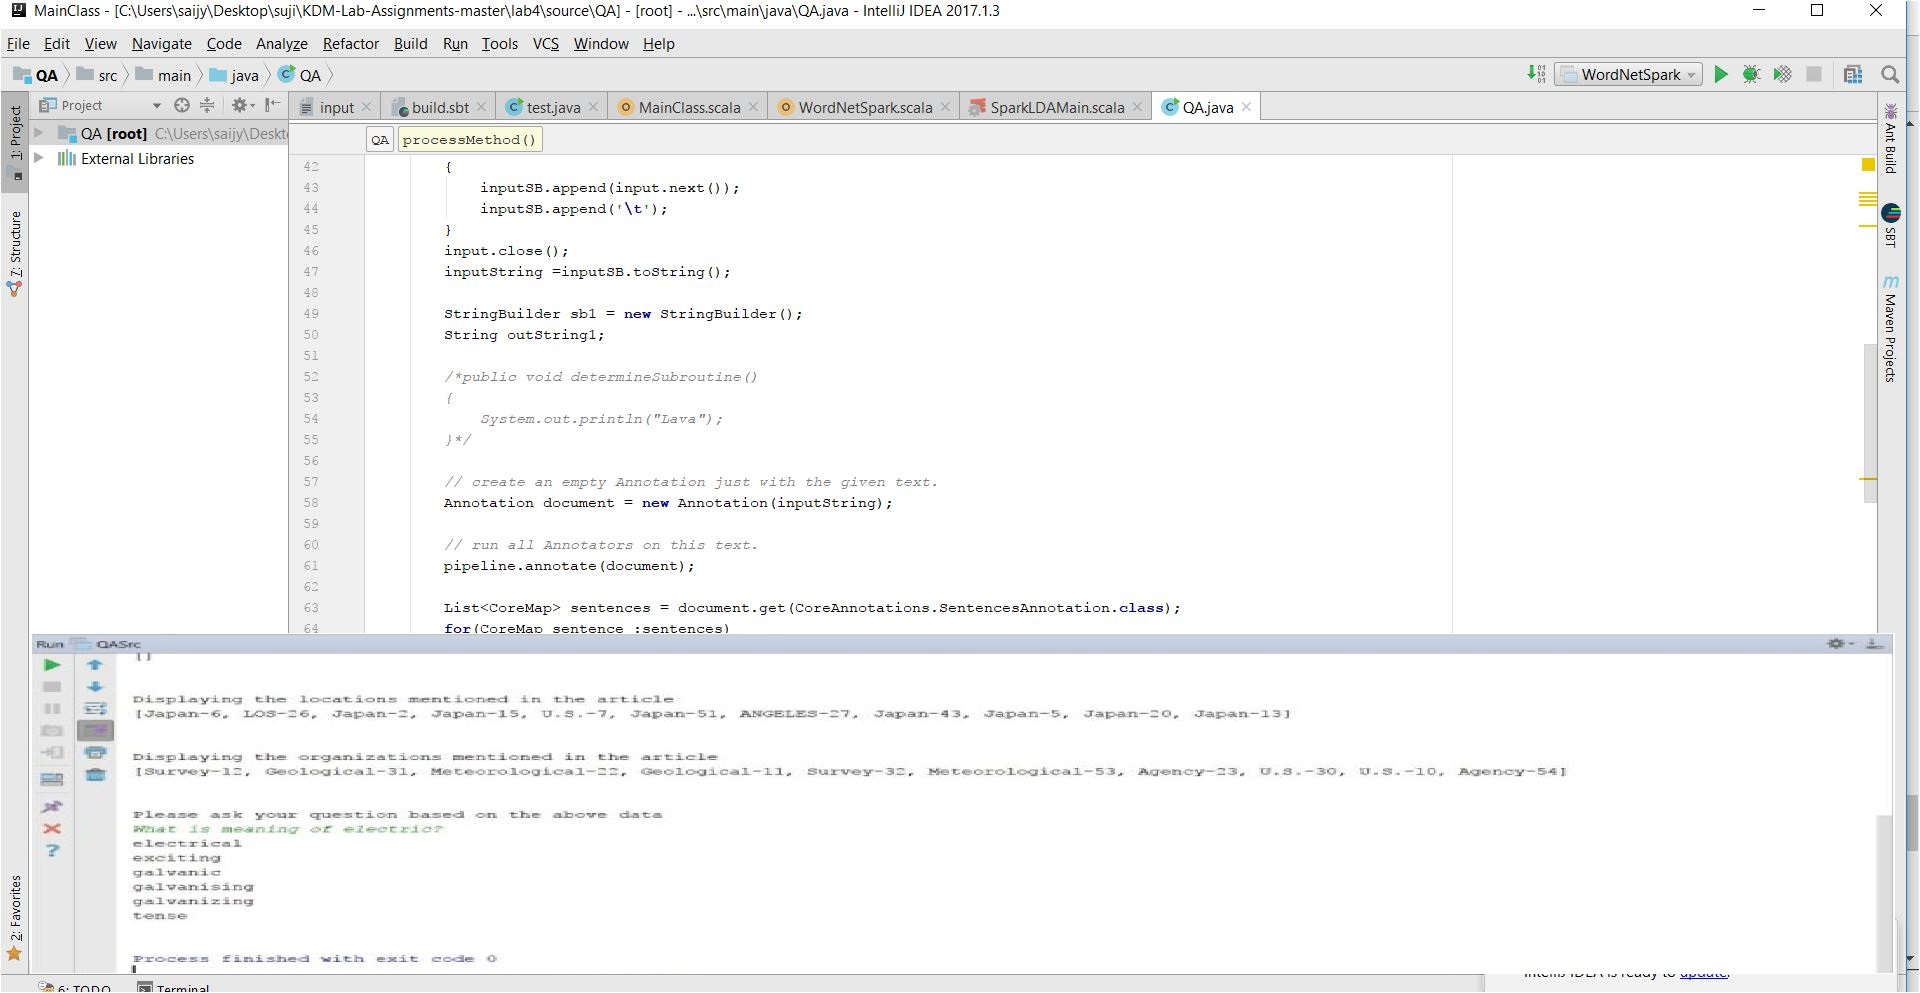 MainClass - [C:\Users\saijy\Desktop\suji\KDM-Lab-Assignments-master\lab4\source\QA] - [root] - ...\src\main\java\QA.java - IntelliJ IDEA 2017.1.3
File Edit View Navigate Code Analyze Refactor Build Run Tools VCS Window Help
QA src main java QA WordNetSpark
Project input build.sbt test.java MainClass.scala WordNetSpark.scala SparkLDAMain.scala QA.java
QA [root] C:\Users\saijy\Deskto
External Libraries
1: Project
7: Structure
2: Favorites
Ant Build
SBT
Maven Projects
QA processMethod()
42 {
43 inputSB.append(input.next());
44 inputSB.append('\t');
45 }
46 input.close();
47 inputString =inputSB.toString();
48
49 StringBuilder sb1 = new StringBuilder();
50 String outString1;
51
52 /*public void determineSubroutine()
53 {
54 System.out.println("Lava");
55 }*/
56
57 // create an empty Annotation just with the given text.
58 Annotation document = new Annotation(inputString);
59
60 // run all Annotators on this text.
61 pipeline.annotate(document);
62
63 List<CoreMap> sentences = document.get(CoreAnnotations.SentencesAnnotation.class);
64 for(CoreMap sentence :sentences)
Run QASrc
[]
Displaying the locations mentioned in the article
[Japan-6, LOS-26, Japan-2, Japan-15, U.S.-7, Japan-51, ANGELES-27, Japan-43, Japan-5, Japan-20, Japan-13]
Displaying the organizations mentioned in the article
[Survey-12, Geological-31, Meteorological-22, Geological-11, Survey-32, Meteorological-53, Agency-23, U.S.-30, U.S.-10, Agency-54]
Please ask your question based on the above data
What is meaning of electric?
electrical
exciting
galvanic
galvanising
galvanizing
tense
Process finished with exit code 0
IntelliJ IDEA is ready to update.
6: TODO Terminal